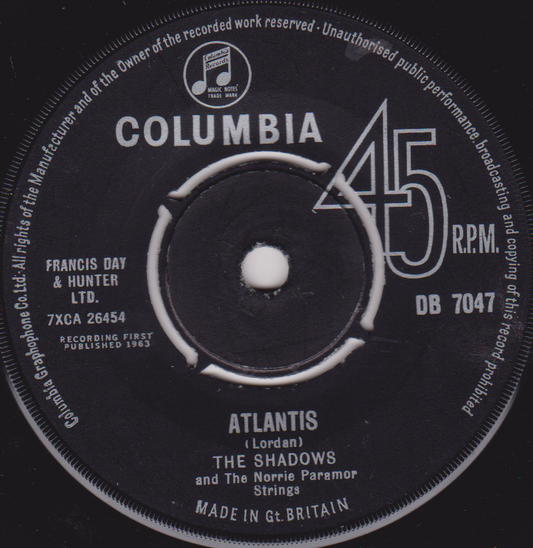 Columbia Graphophone Co. Ltd. All rights of the Manufacturer and of the Owner of the recorded work reserved · Unauthorised public performance, broadcasting and copying of this record prohibited
Columbia
Records
MAGIC NOTES
TRADE MARK
COLUMBIA
45
R.P.M.
FRANCIS DAY
& HUNTER
LTD.
7XCA 26454
RECORDING FIRST
PUBLISHED 1963
DB 7047
ATLANTIS
(Lordan)
THE SHADOWS
and The Norrie Paramor
Strings
MADE IN Gt. BRITAIN